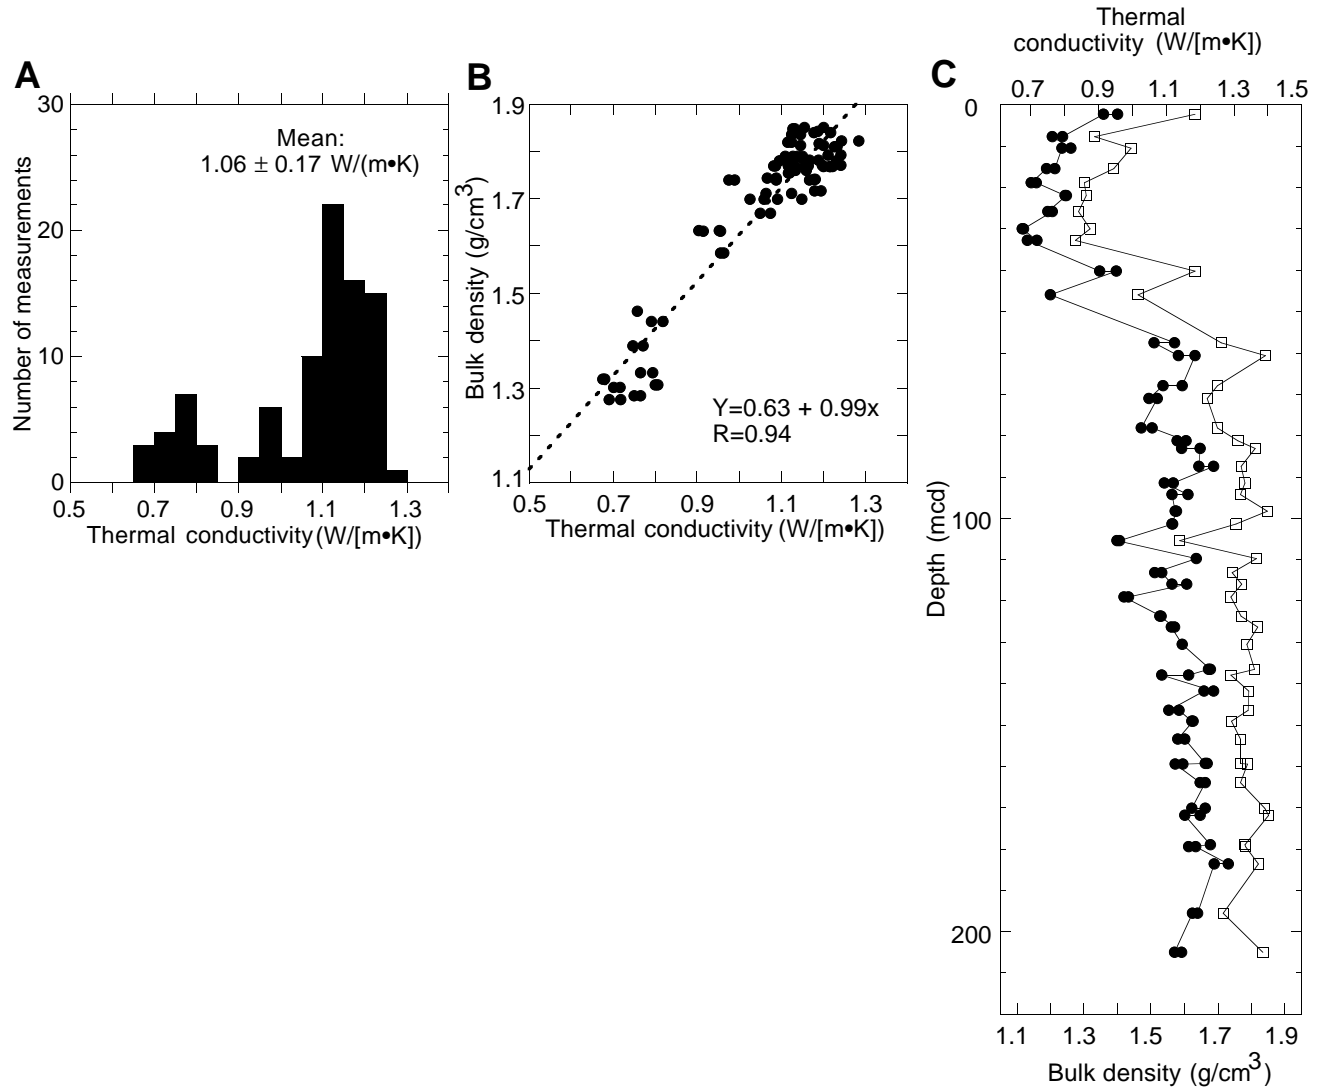 A
30
20
10
0
Number of measurements
Mean:
1.06 ± 0.17 W/(m•K)
0.5 0.7 0.9 1.1 1.3
Thermal conductivity (W/[m•K])
B
1.9
1.7
1.5
1.3
1.1
Bulk density (g/cm3)
Y=0.63 + 0.99x
R=0.94
0.5 0.7 0.9 1.1 1.3
Thermal conductivity (W/[m•K])
C
Thermal
conductivity (W/[m•K])
0.7 0.9 1.1 1.3 1.5
0
100
200
Depth (mcd)
1.1 1.3 1.5 1.7 1.9
Bulk density (g/cm3)